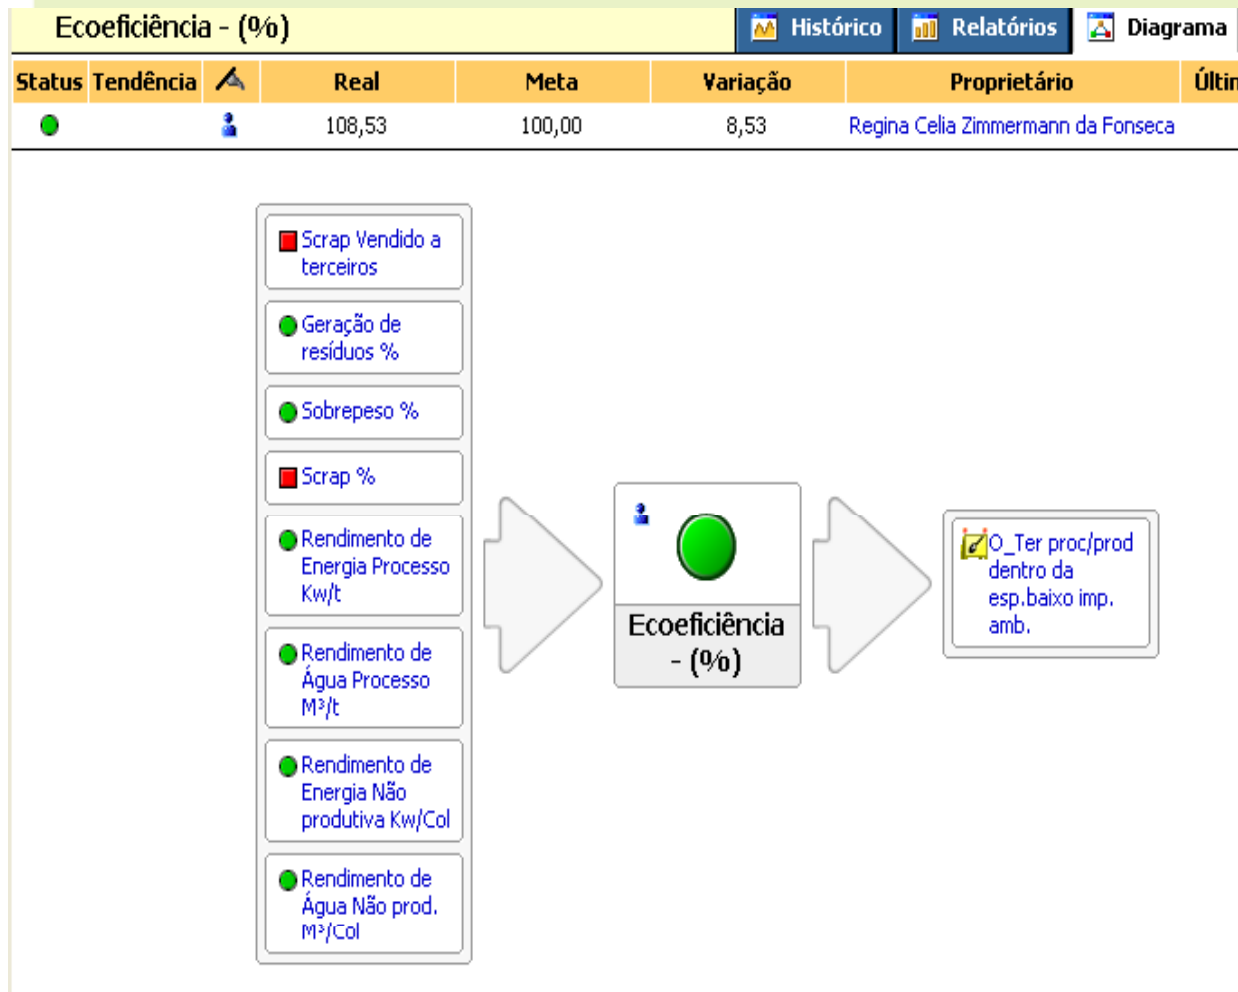 Ecoeficiência - (%)
Histórico
Relatórios
Diagrama
Status Tendência Real Meta Variação Proprietário Últin
108,53 100,00 8,53 Regina Celia Zimmermann da Fonseca
Scrap Vendido a
terceiros
Geração de
resíduos %
Sobrepeso %
Scrap %
Rendimento de
Energia Processo
Kw/t
Rendimento de
Água Processo
M³/t
Rendimento de
Energia Não
produtiva Kw/Col
Rendimento de
Água Não prod.
M³/Col
Ecoeficiência
- (%)
O_Ter proc/prod
dentro da
esp.baixo imp.
amb.